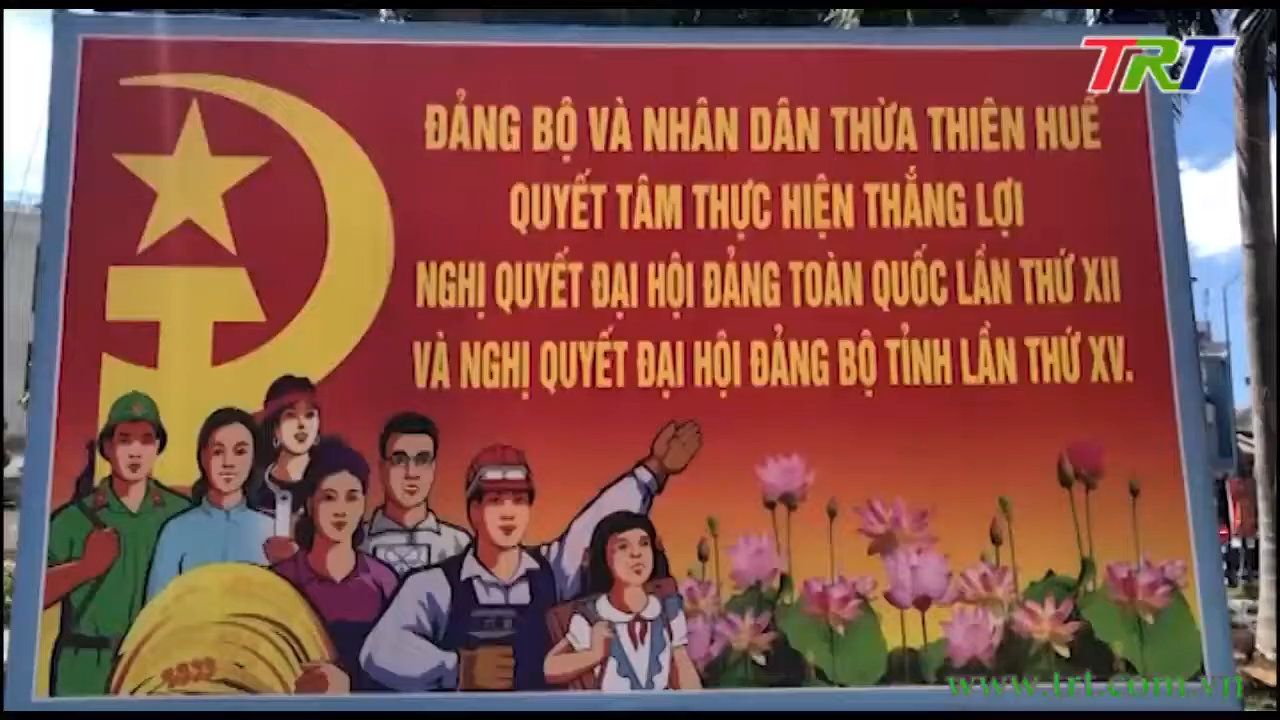 TRT
ĐẢNG BỘ VÀ NHÂN DÂN THỪA THIÊN HUẾ
QUYẾT TÂM THỰC HIỆN THẮNG LỢI
NGHỊ QUYẾT ĐẠI HỘI ĐẢNG TOÀN QUỐC LẦN THỨ XII
VÀ NGHỊ QUYẾT ĐẠI HỘI ĐẢNG BỘ TỈNH LẦN THỨ XV.
www.trt.com.vn